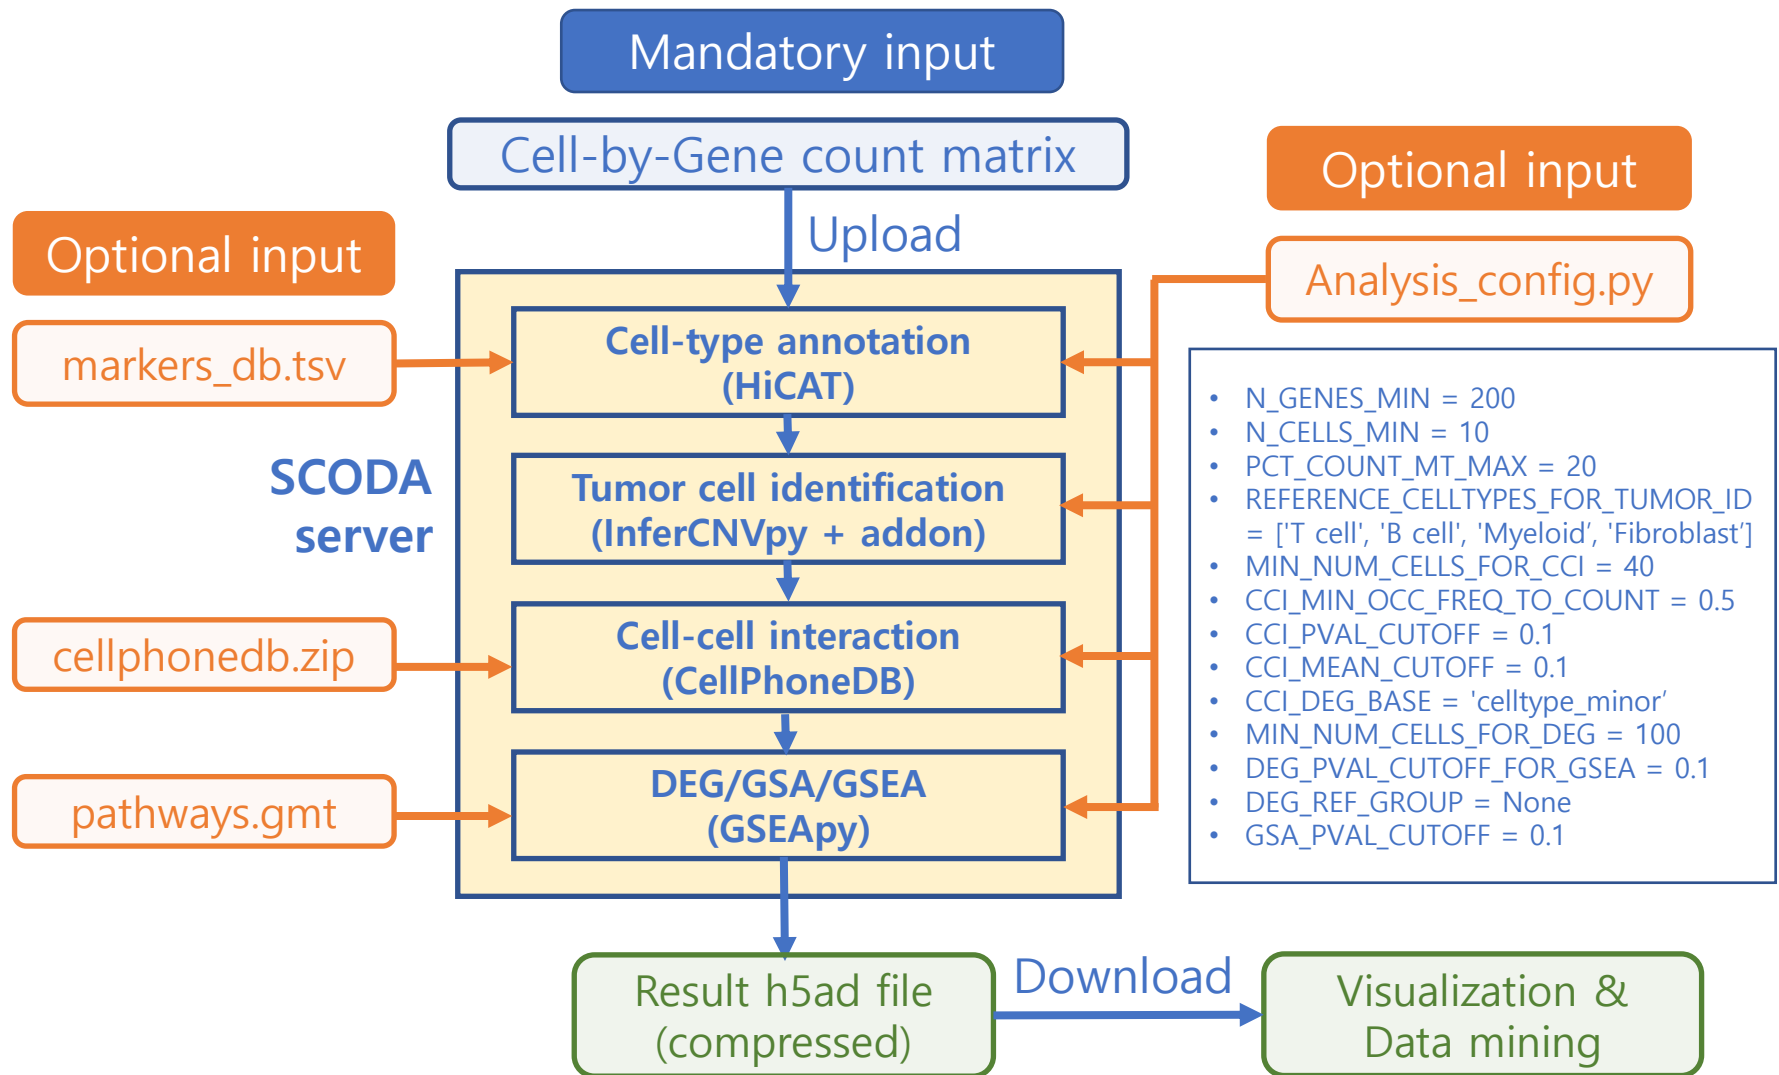 Mandatory input
Cell-by-Gene count matrix
Upload
Optional input
Analysis_config.py
Optional input
markers_db.tsv
cellphonedb.zip
pathways.gmt
SCODA
server
Cell-type annotation
(HiCAT)
Tumor cell identification
(InferCNVpy + addon)
Cell-cell interaction
(CellPhoneDB)
DEG/GSA/GSEA
(GSEApy)
• N_GENES_MIN = 200
• N_CELLS_MIN = 10
• PCT_COUNT_MT_MAX = 20
• REFERENCE_CELLTYPES_FOR_TUMOR_ID
= ['T cell', 'B cell', 'Myeloid’, 'Fibroblast’]
• MIN_NUM_CELLS_FOR_CCI = 40
• CCI_MIN_OCC_FREQ_TO_COUNT = 0.5
• CCI_PVAL_CUTOFF = 0.1
• CCI_MEAN_CUTOFF = 0.1
• CCI_DEG_BASE = 'celltype_minor’
• MIN_NUM_CELLS_FOR_DEG = 100
• DEG_PVAL_CUTOFF_FOR_GSEA = 0.1
• DEG_REF_GROUP = None
• GSA_PVAL_CUTOFF = 0.1
Result h5ad file
(compressed)
Download
Visualization &
Data mining